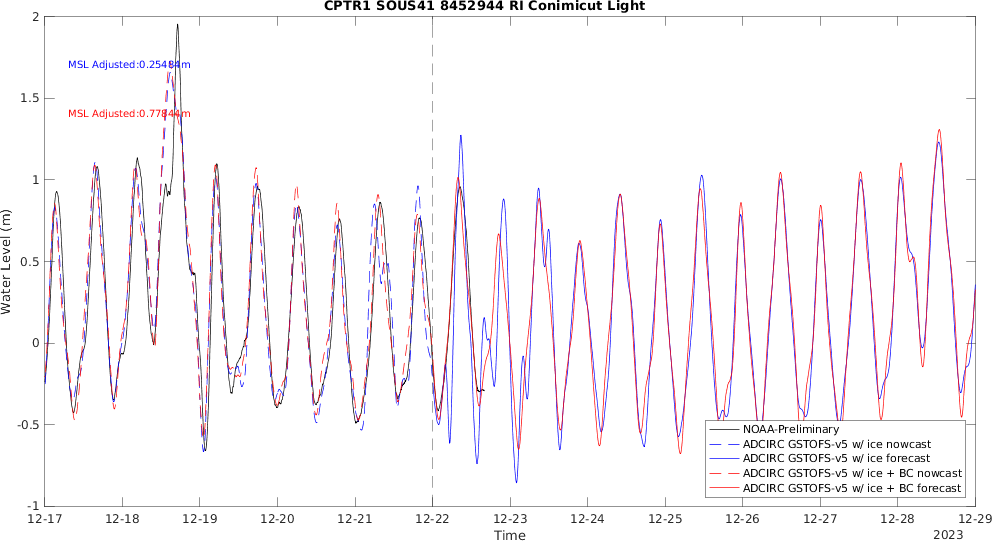 CPTR1 SOUS41 8452944 RI Conimicut Light
Water Level (m)
2
1.5
1
0.5
0
-0.5
-1
MSL Adjusted:0.25484m
MSL Adjusted:0.77844m
NOAA-Preliminary
ADCIRC GSTOFS-v5 w/ ice nowcast
ADCIRC GSTOFS-v5 w/ ice forecast
ADCIRC GSTOFS-v5 w/ ice + BC nowcast
ADCIRC GSTOFS-v5 w/ ice + BC forecast
12-17 12-18 12-19 12-20 12-21 12-22 12-23 12-24 12-25 12-26 12-27 12-28 12-29
Time
2023